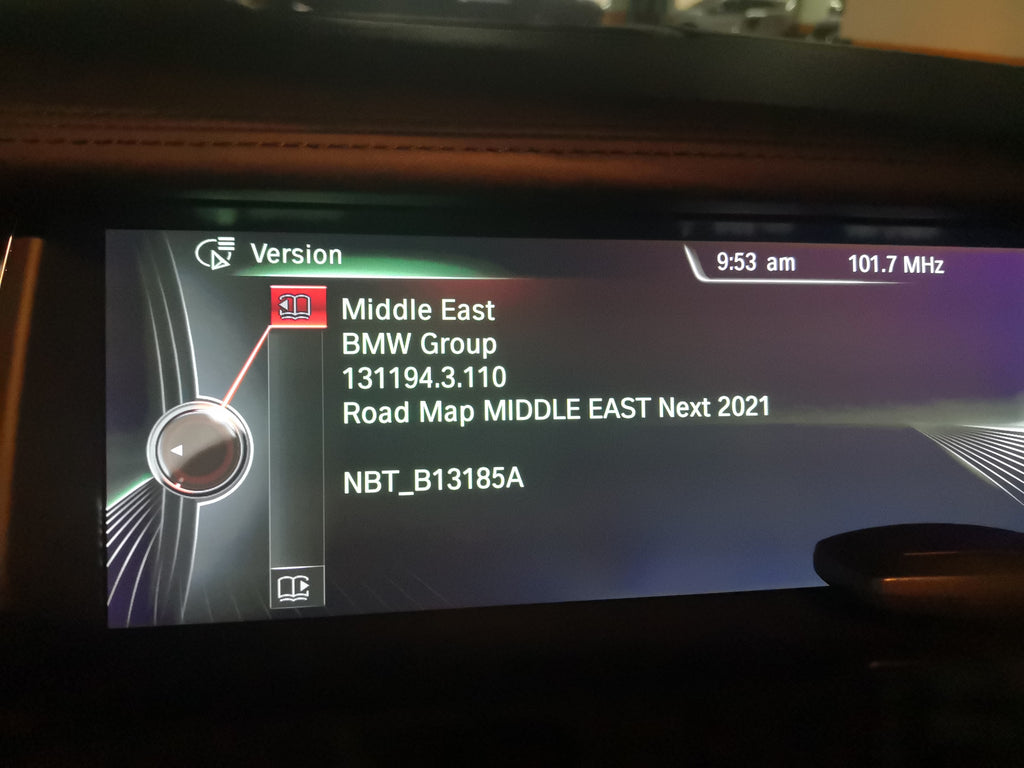 Version
9:53 am 101.7 MHz
Middle East
BMW Group
131194.3.110
Road Map MIDDLE EAST Next 2021
NBT_B13185A